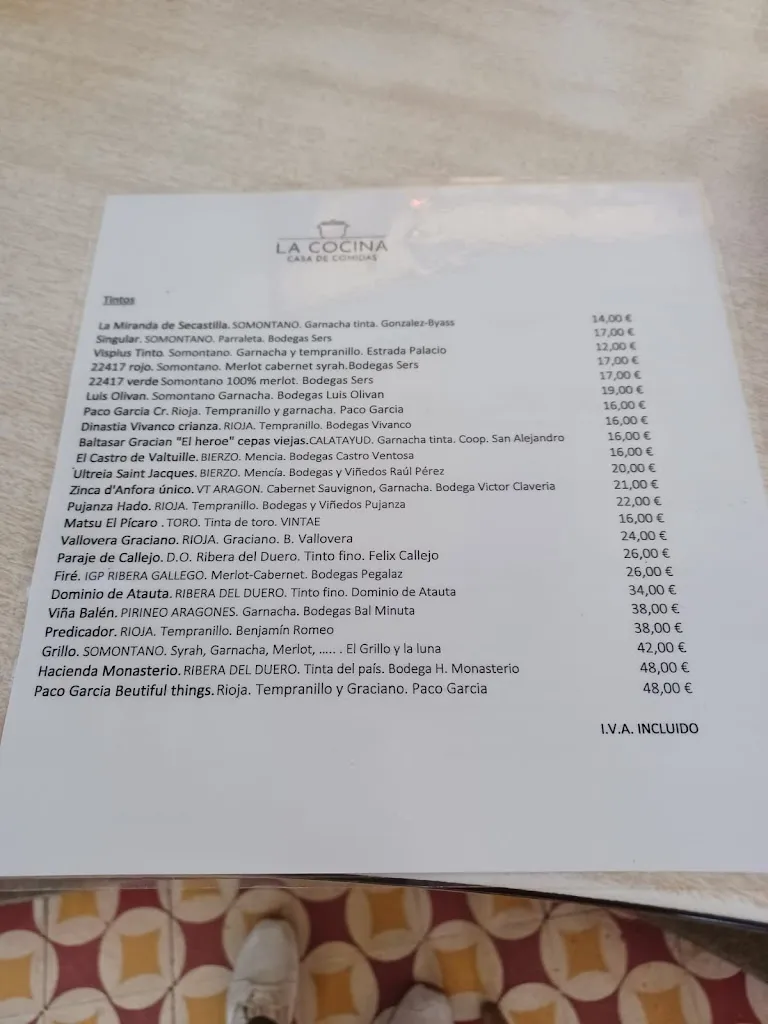 LA COCINA
CASA DE COMIDAS
Tintos
La Miranda de Secastilla. SOMONTANO. Garnacha tinta. Gonzalez-Byass 14,00 €
Singular. SOMONTANO. Parraleta. Bodegas Sers 17,00 €
Vispius Tinto. Somontano. Garnacha y tempranillo. Estrada Palacio 12,00 €
22417 rojo. Somontano. Merlot cabernet syrah.Bodegas Sers 17,00 €
22417 verde Somontano 100% merlot. Bodegas Sers 17,00 €
Luis Olivan. Somontano Garnacha. Bodegas Luis Olivan 19,00 €
Paco Garcia Cr. Rioja. Tempranillo y garnacha. Paco Garcia 16,00 €
Dinastia Vivanco crianza. RIOJA. Tempranillo. Bodegas Vivanco 16,00 €
Baltasar Gracian "El heroe" cepas viejas.CALATAYUD. Garnacha tinta. Coop. San Alejandro 16,00 €
El Castro de Valtuille. BIERZO. Mencia. Bodegas Castro Ventosa 16,00 €
Ultreia Saint Jacques. BIERZO. Mencía. Bodegas y Viñedos Raúl Pérez 20,00 €
Zinca d'Anfora único. VT ARAGON. Cabernet Sauvignon, Garnacha. Bodega Victor Claveria 21,00 €
Pujanza Hado. RIOJA. Tempranillo. Bodegas y Viñedos Pujanza 22,00 €
Matsu El Pícaro . TORO. Tinta de toro. VINTAE 16,00 €
Vallovera Graciano. RIOJA. Graciano. B. Vallovera 24,00 €
Paraje de Callejo. D.O. Ribera del Duero. Tinto fino. Felix Callejo 26,00 €
Firé. IGP RIBERA GALLEGO. Merlot-Cabernet. Bodegas Pegalaz 26,00 €
Dominio de Atauta. RIBERA DEL DUERO. Tinto fino. Dominio de Atauta 34,00 €
Viña Balén. PIRINEO ARAGONES. Garnacha. Bodegas Bal Minuta 38,00 €
Predicador. RIOJA. Tempranillo. Benjamín Romeo 38,00 €
Grillo. SOMONTANO. Syrah, Garnacha, Merlot, ..... . El Grillo y la luna 42,00 €
Hacienda Monasterio. RIBERA DEL DUERO. Tinta del país. Bodega H. Monasterio 48,00 €
Paco Garcia Beutiful things. Rioja. Tempranillo y Graciano. Paco Garcia 48,00 €
I.V.A. INCLUIDO